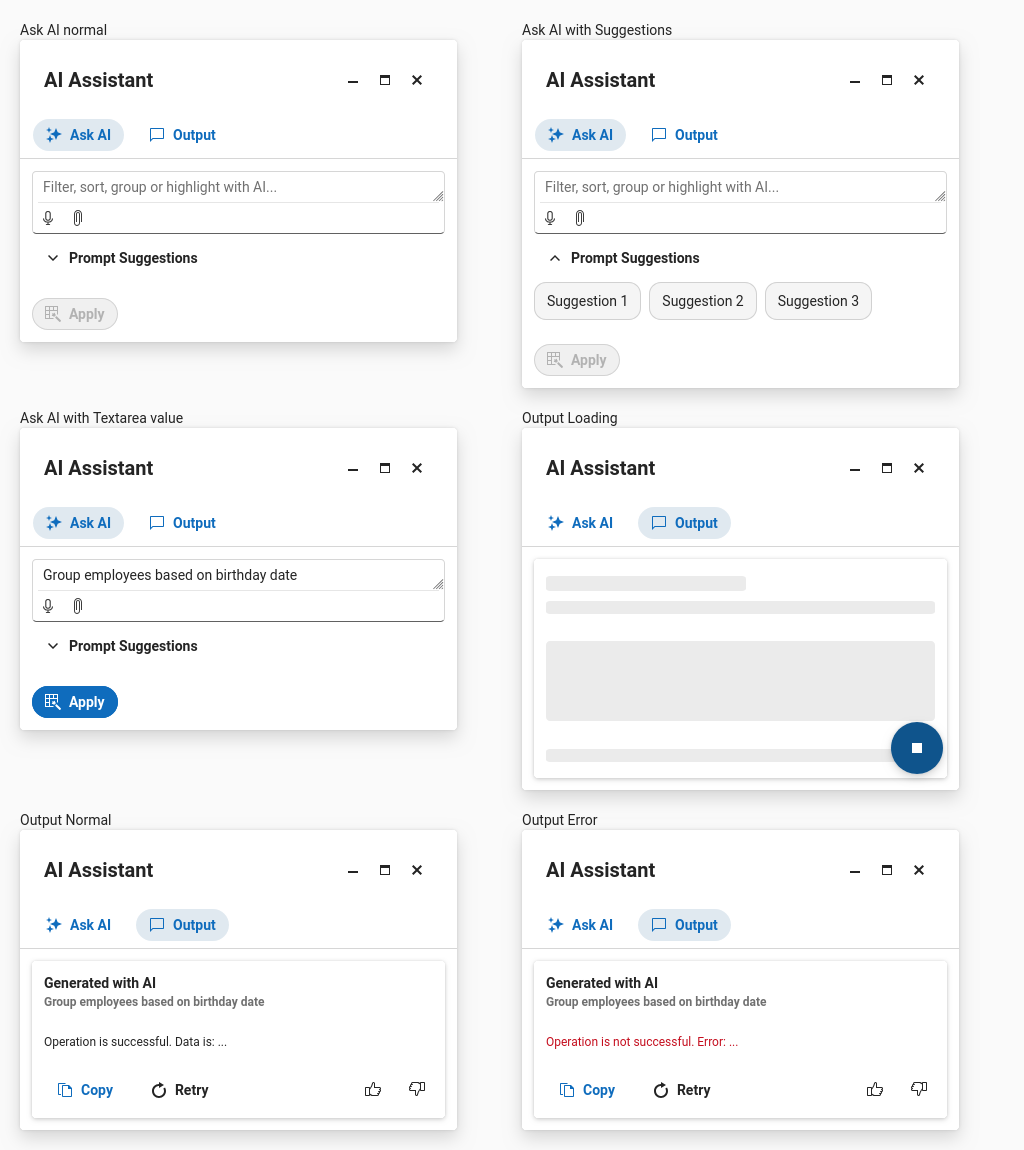 Ask AI normal
AI Assistant
Ask AI Output
Filter, sort, group or highlight with AI...
Prompt Suggestions
Apply
Ask AI with Suggestions
AI Assistant
Ask AI Output
Filter, sort, group or highlight with AI...
Prompt Suggestions
Suggestion 1 Suggestion 2 Suggestion 3
Apply
Ask AI with Textarea value
AI Assistant
Ask AI Output
Group employees based on birthday date
Prompt Suggestions
Apply
Output Loading
AI Assistant
Ask AI Output
Output Normal
AI Assistant
Ask AI Output
Generated with AI
Group employees based on birthday date
Operation is successful. Data is: ...
Copy Retry
Output Error
AI Assistant
Ask AI Output
Generated with AI
Group employees based on birthday date
Operation is not successful. Error: ...
Copy Retry